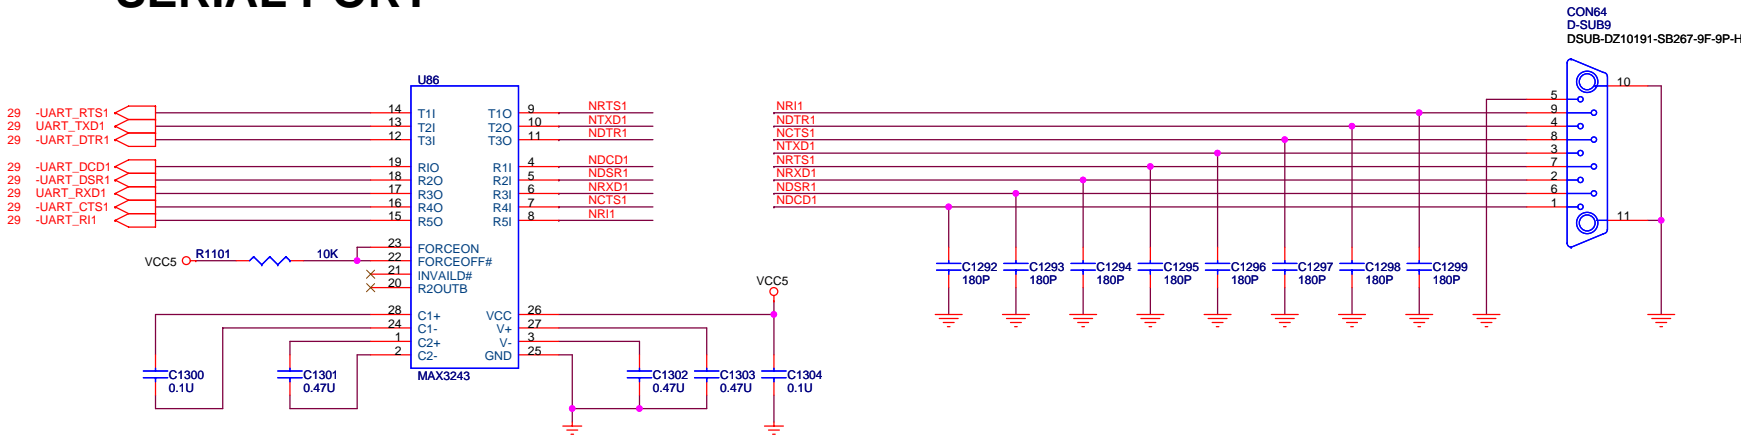 SERIAL PORT
CON64
D-SUB9
DSUB-DZ10191-SB267-9F-9P-H
U86
29 -UART_RTS1 14 T1I T1O 9 NRTS1
29 UART_TXD1 13 T2I T2O 10 NTXD1
29 -UART_DTR1 12 T3I T3O 11 NDTR1
29 -UART_DCD1 19 RIO R1I 4 NDCD1
29 -UART_DSR1 18 R2O R2I 5 NDSR1
29 UART_RXD1 17 R3O R3I 6 NRXD1
29 -UART_CTS1 16 R4O R4I 7 NCTS1
29 -UART_RI1 15 R5O R5I 8 NRI1
VCC5 R1101 10K
23 FORCEON
22 FORCEOFF#
21 INVAILD#
20 R2OUTB
28 C1+ VCC 26
24 C1- V+ 27
1 C2+ V- 3
2 C2- GND 25
MAX3243
VCC5
C1300
0.1U
C1301
0.47U
C1302
0.47U
C1303
0.47U
C1304
0.1U
10
5
NRI1 9
NDTR1 4
NCTS1 8
NTXD1 3
NRTS1 7
NRXD1 2
NDSR1 6
NDCD1 1
11
C1292
180P
C1293
180P
C1294
180P
C1295
180P
C1296
180P
C1297
180P
C1298
180P
C1299
180P